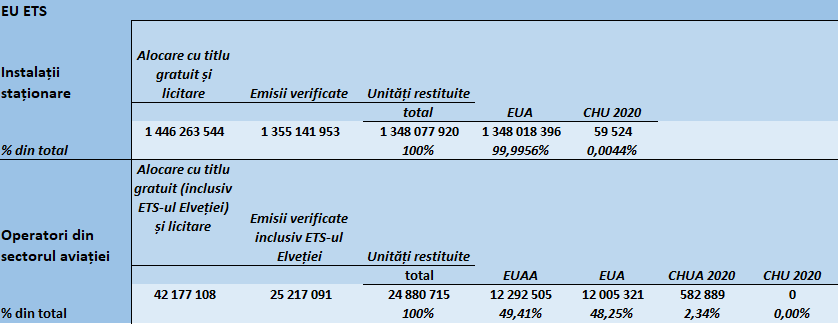 EU ETS
Alocare cu titlu
gratuit și
licitare
Instalații
staționare
Emisii verificate
Unități restituite
total
EUA
CHU 2020
1 446 263 544 1 355 141 953 1 348 077 920 1 348 018 396 59 524
% din total 100% 99,9956% 0,0044%
Alocare cu titlu
gratuit (inclusiv
ETS-ul Elveției)
și licitare
Operatori din
sectorul aviației
Emisii verificate
inclusiv ETS-ul
Elveției
Unități restituite
total EUAA EUA CHUA 2020 CHU 2020
42 177 108 25 217 091 24 880 715 12 292 505 12 005 321 582 889 0
% din total 100% 49,41% 48,25% 2,34% 0,00%